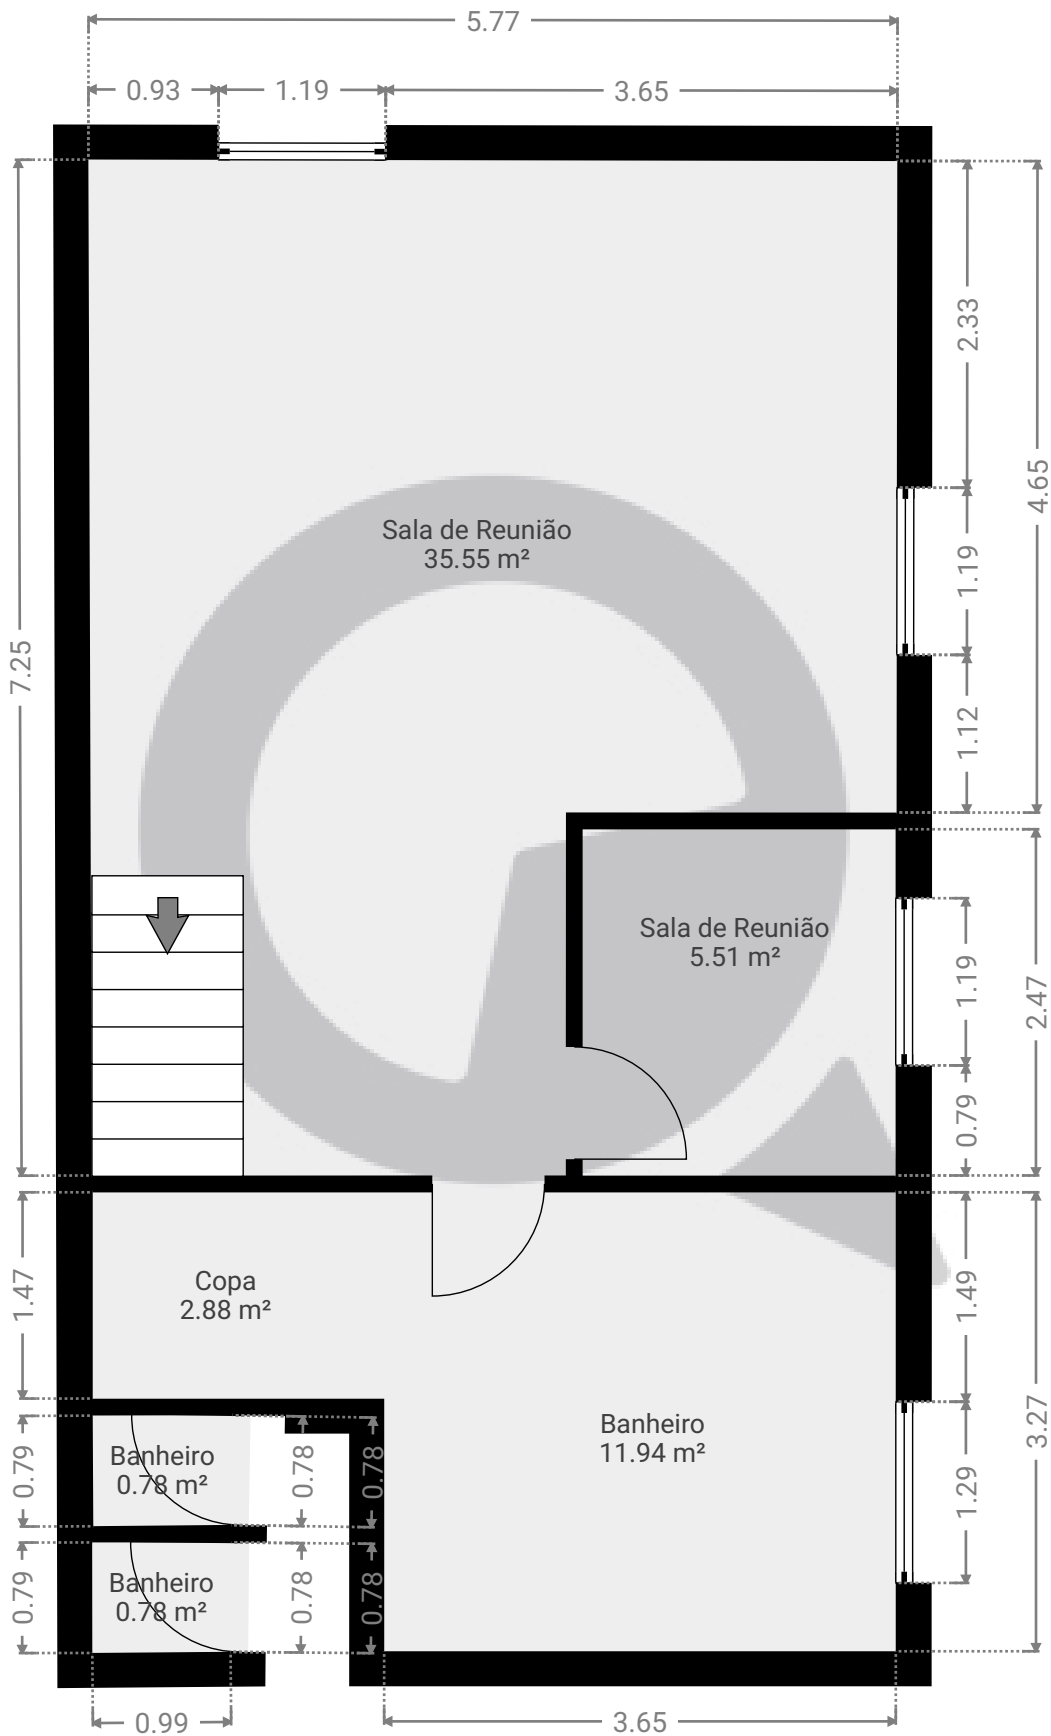 5.77
0.93
1.19
3.65
2.33
4.65
Sala de Reunião
35.55 m²
1.19
7.25
1.12
Sala de Reunião
5.51 m²
1.19
2.47
0.79
Copa
2.88 m²
1.47
1.49
Banheiro
11.94 m²
3.27
Banheiro
0.78 m²
0.79
0.78
0.78
1.29
Banheiro
0.78 m²
0.79
0.78
0.78
0.99
3.65